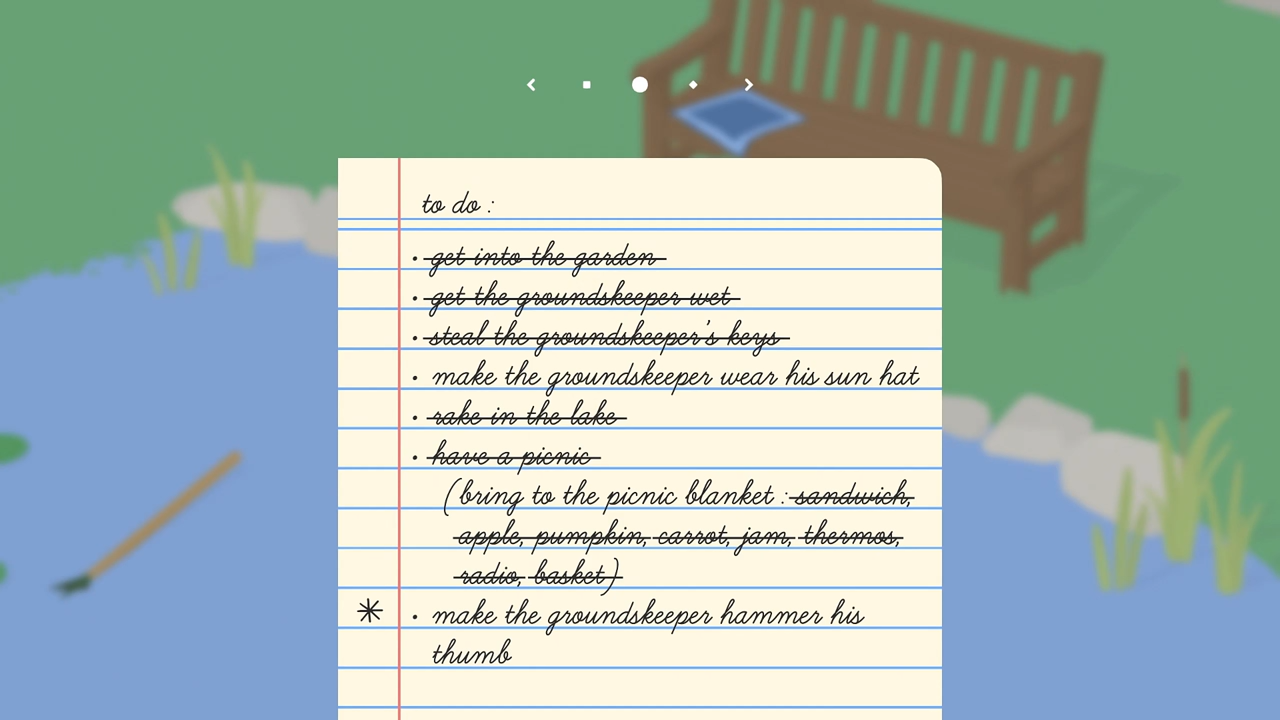 to do :
• get into the garden
• get the groundskeeper wet
• steal the groundskeeper's keys
• make the groundskeeper wear his sun hat
• rake in the lake
• have a picnic
(bring to the picnic blanket : sandwich,
apple, pumpkin, carrot, jam, thermos,
radio, basket)
• make the groundskeeper hammer his
thumb